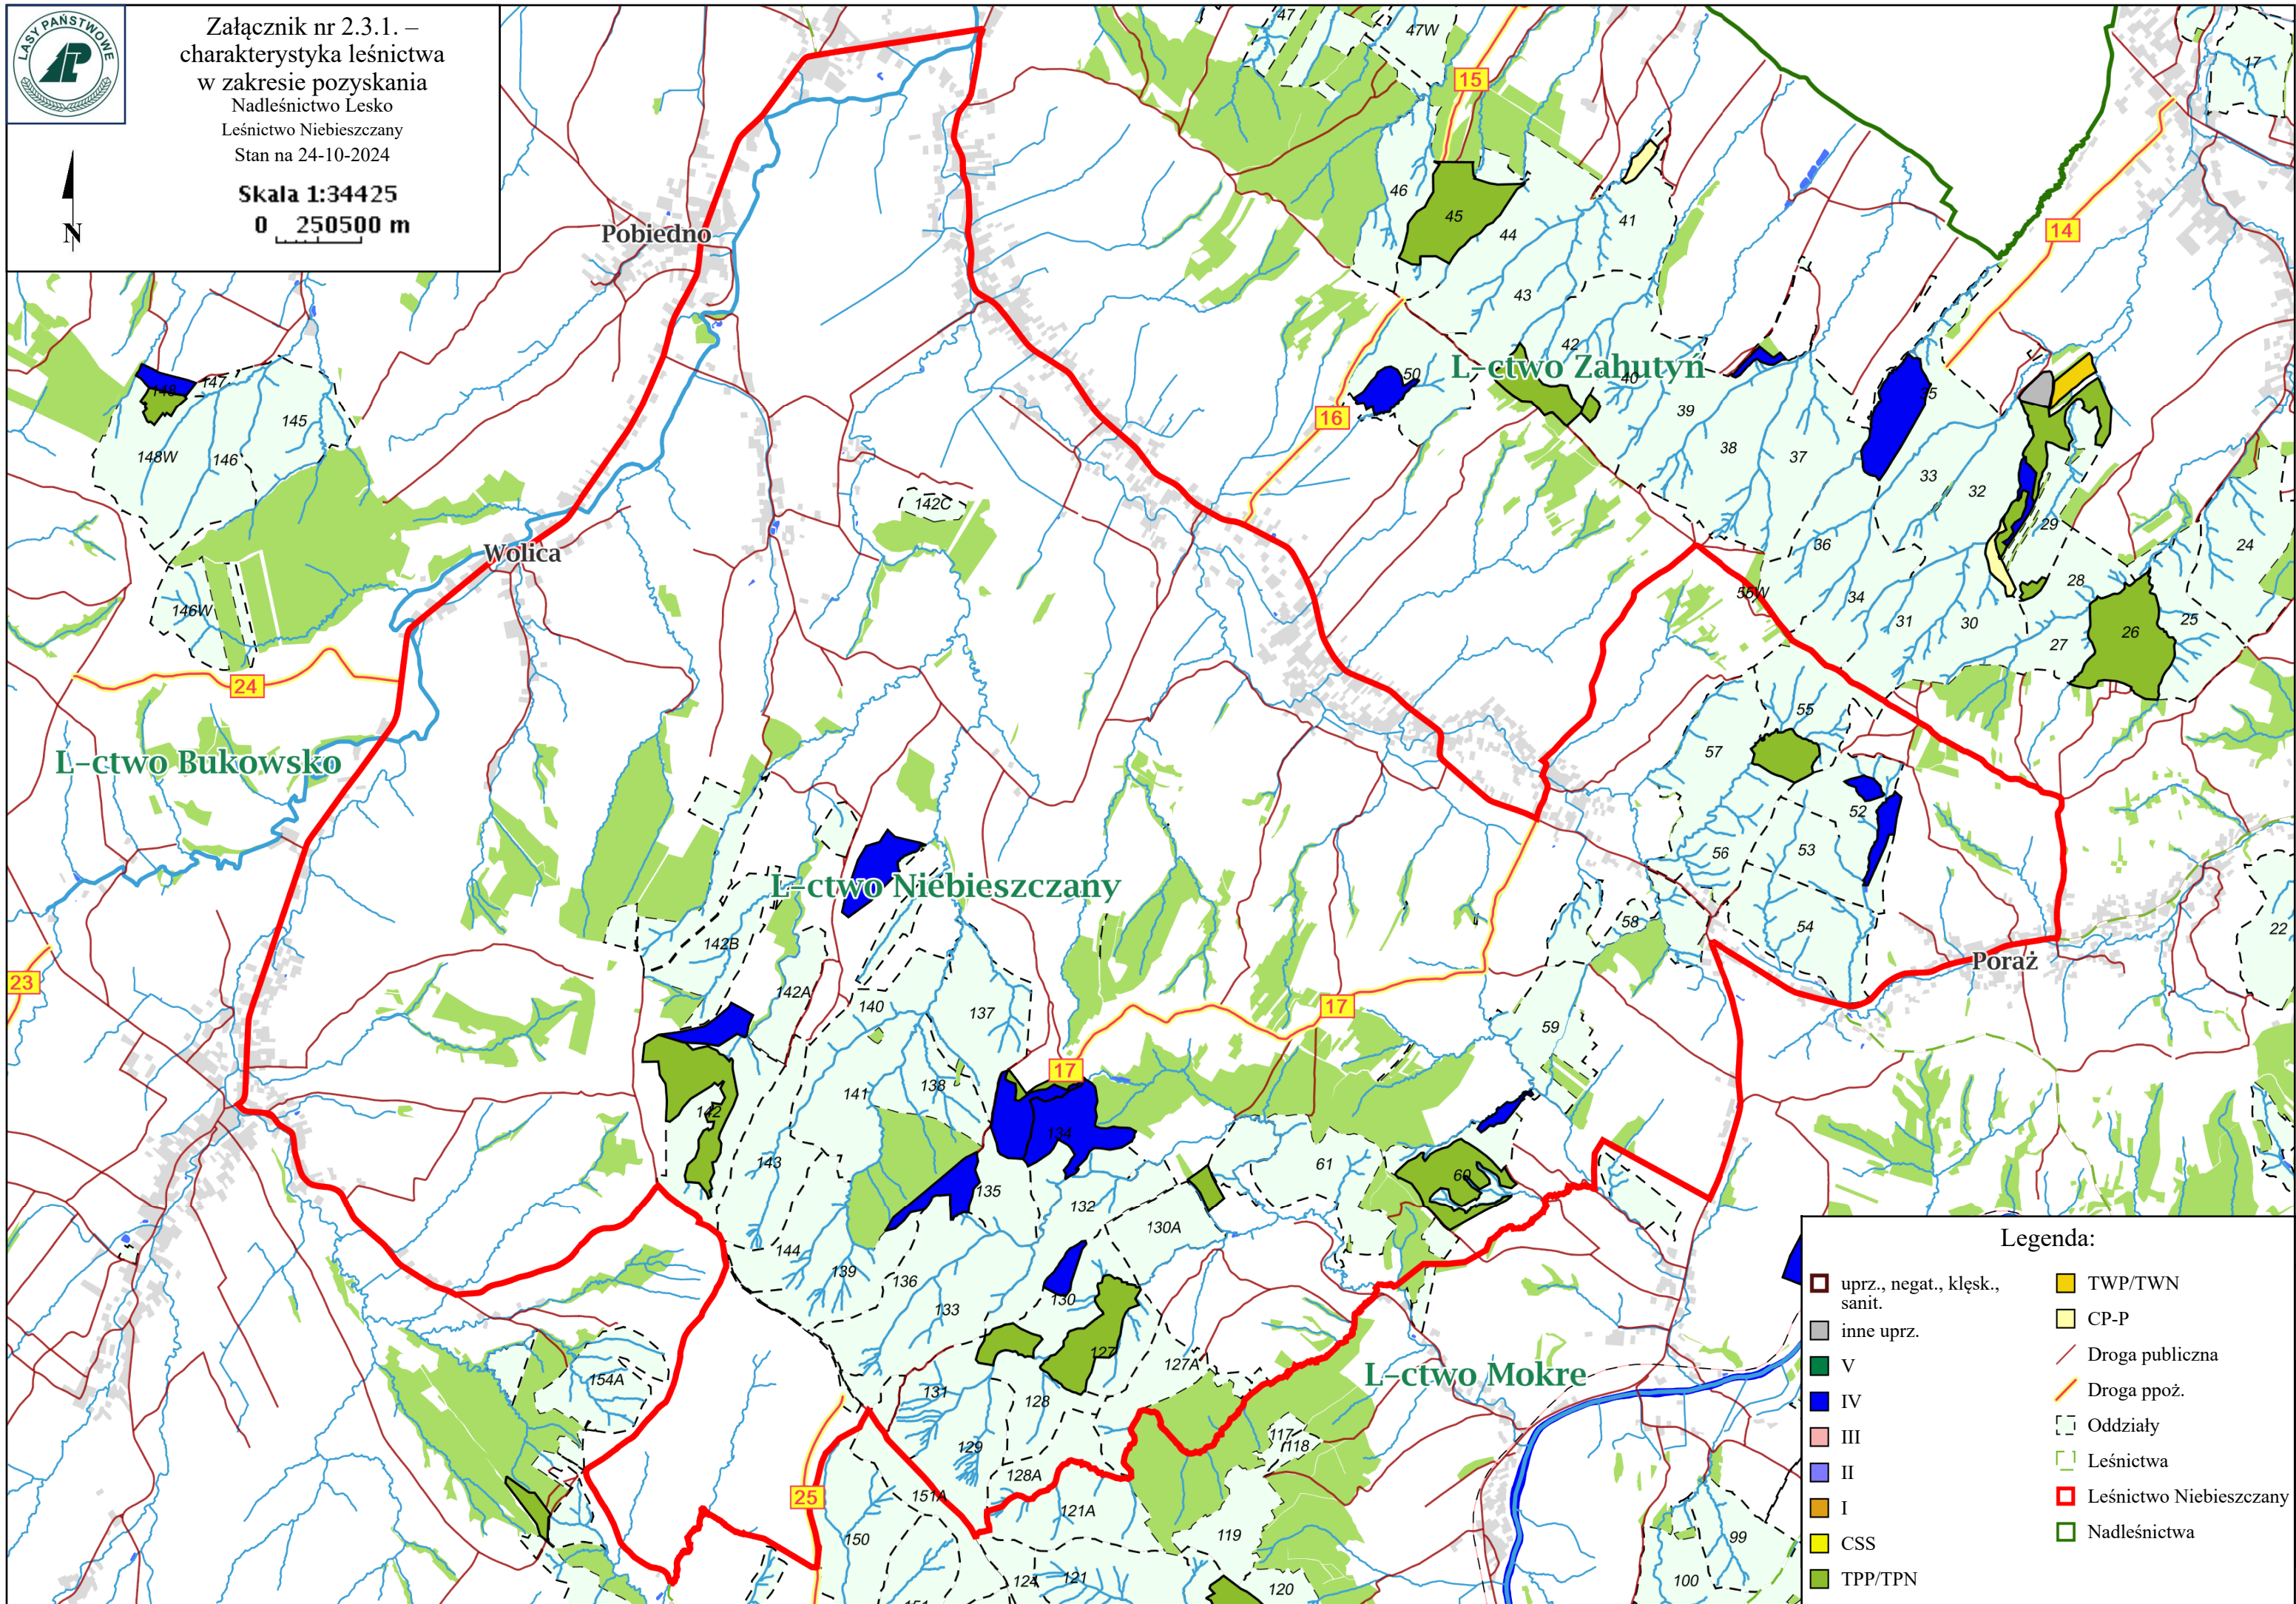 LASY PAŃSTWOWE
Załącznik nr 2.3.1. –
charakterystyka leśnictwa
w zakresie pozyskania
Nadleśnictwo Lesko
Leśnictwo Niebieszczany
Stan na 24-10-2024
Skala 1:34425
0 250500 m
N
47
47W
15
17
46
45
44
41
Pobiedno
14
43
42
L-ctwo Zahutyń
50
40
35
148
147
145
16
39
38
37
148W
146
142C
33
32
29
Wolica
36
24
28
146W
55W
34
31
30
27
26
25
24
55
57
L-ctwo Bukowsko
52
56
53
L-ctwo Niebieszczany
58
54
22
142B
Poraż
23
142A
140
137
17
59
17
141
138
142
134
143
61
60
135
132
130A
144
139
136
130
133
127
127A
L-ctwo Mokre
154A
131
128
117
118
129
128A
151A
25
121A
150
119
99
124
121
120
100
151
Legenda:
uprz., negat., klęsk.,
sanit.
inne uprz.
V
IV
III
II
I
CSS
TPP/TPN
TWP/TWN
CP-P
Droga publiczna
Droga ppoż.
Oddziały
Leśnictwa
Leśnictwo Niebieszczany
Nadleśnictwa